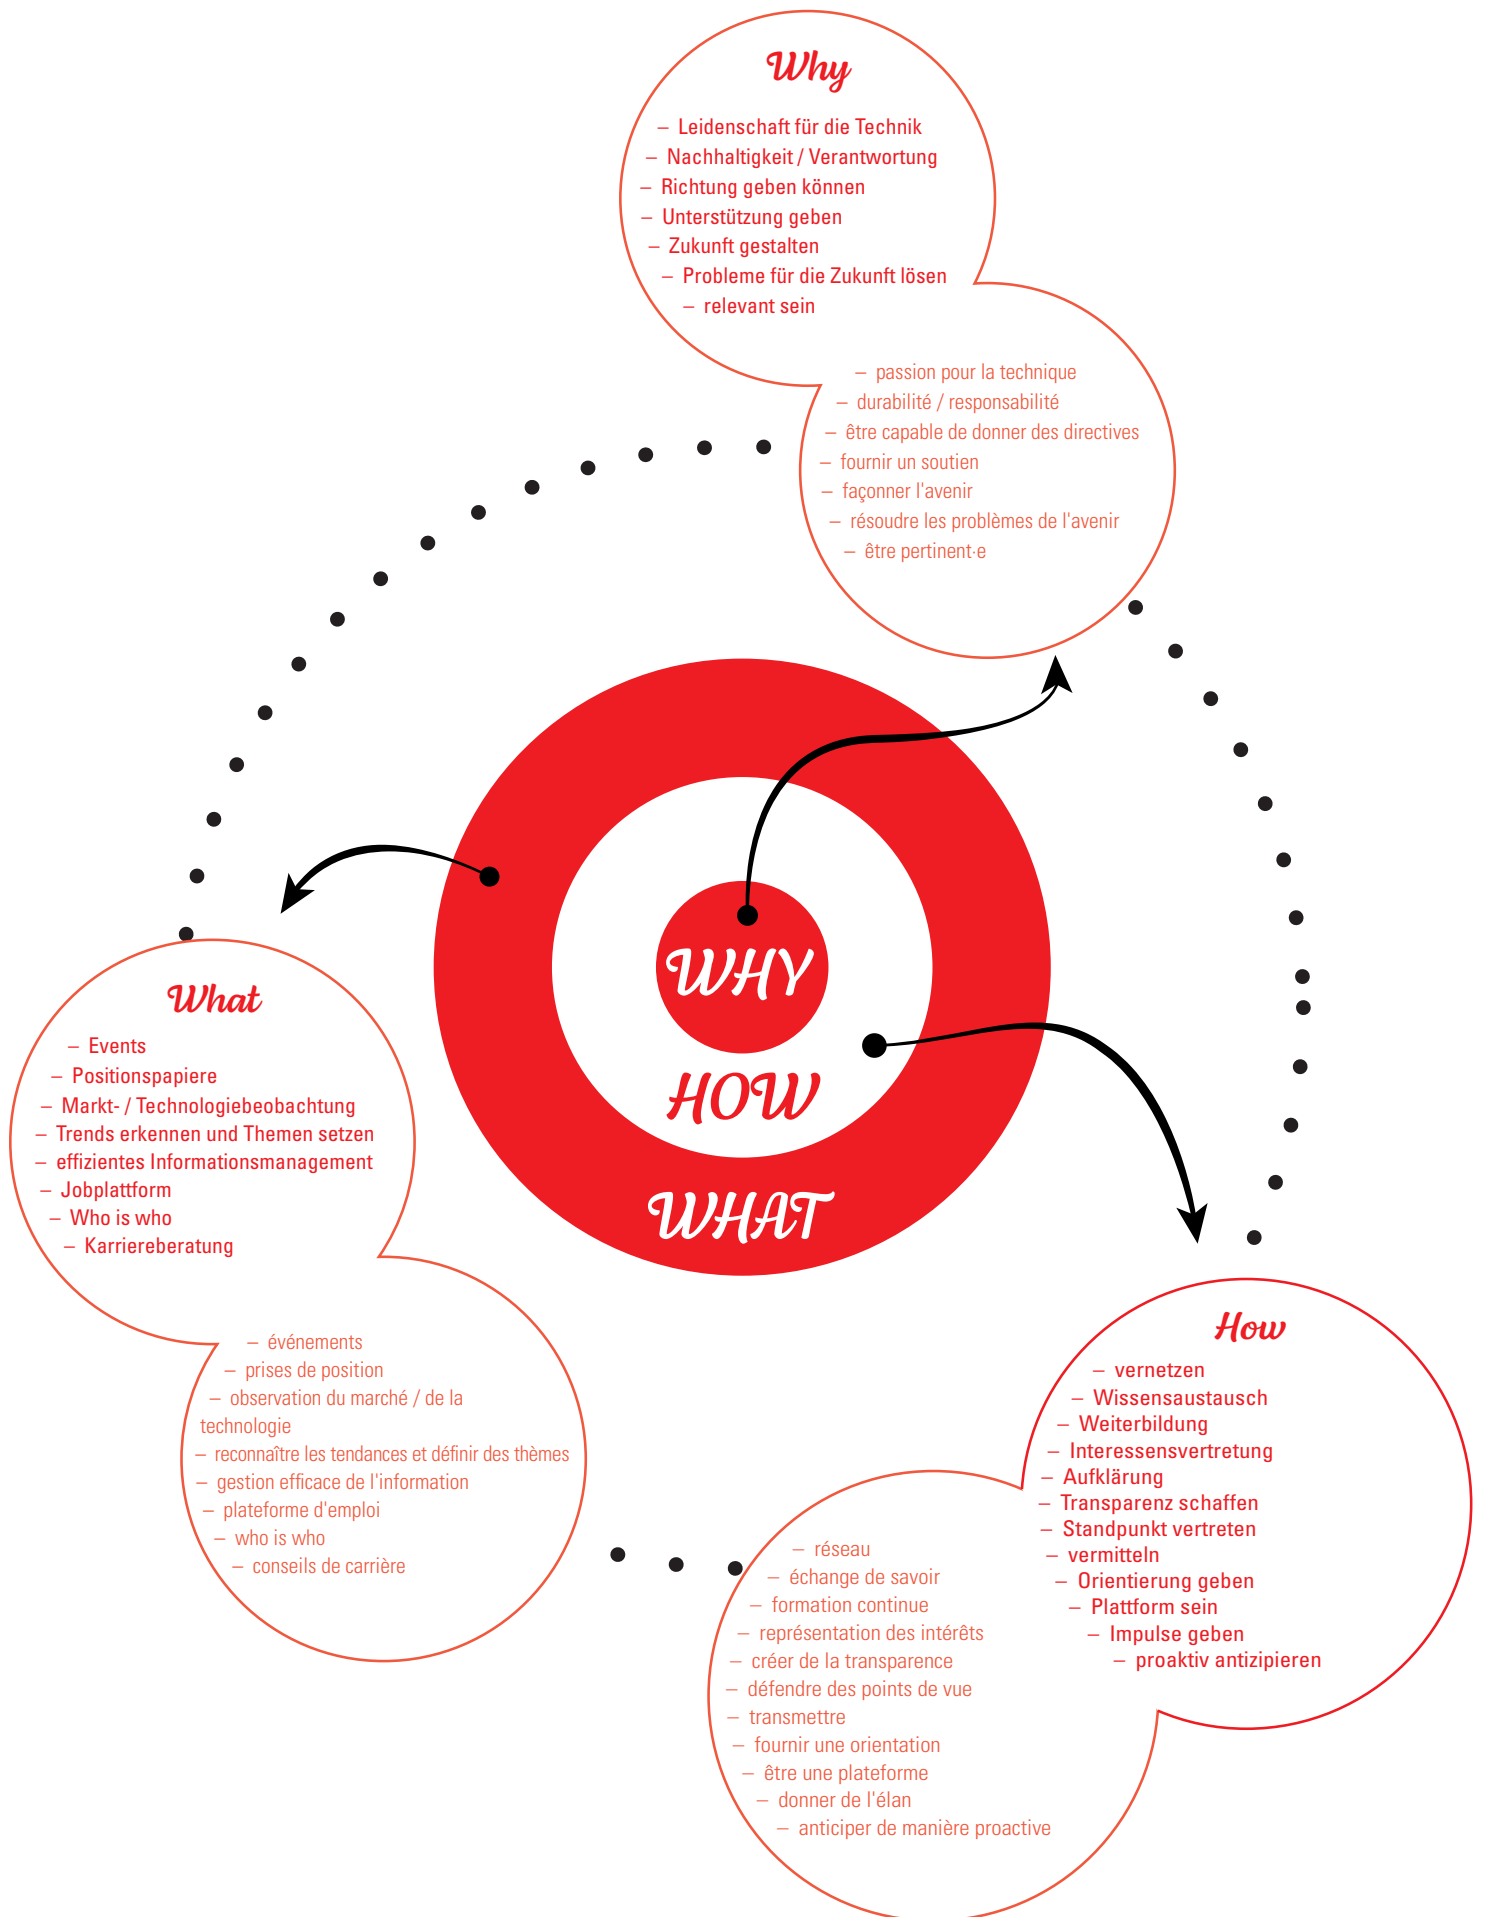 Why
– Leidenschaft für die Technik
– Nachhaltigkeit / Verantwortung
– Richtung geben können
– Unterstützung geben
– Zukunft gestalten
– Probleme für die Zukunft lösen
– relevant sein
– passion pour la technique
– durabilité / responsabilité
– être capable de donner des directives
– fournir un soutien
– façonner l'avenir
– résoudre les problèmes de l'avenir
– être pertinent·e
WHY
HOW
WHAT
What
– Events
– Positionspapiere
– Markt- / Technologiebeobachtung
– Trends erkennen und Themen setzen
– effizientes Informationsmanagement
– Jobplattform
– Who is who
– Karriereberatung
– événements
– prises de position
– observation du marché / de la
technologie
– reconnaître les tendances et définir des thèmes
– gestion efficace de l'information
– plateforme d'emploi
– who is who
– conseils de carrière
How
– vernetzen
– Wissensaustausch
– Weiterbildung
– Interessensvertretung
– Aufklärung
– Transparenz schaffen
– Standpunkt vertreten
– vermitteln
– Orientierung geben
– Plattform sein
– Impulse geben
– proaktiv antizipieren
– réseau
– échange de savoir
– formation continue
– représentation des intérêts
– créer de la transparence
– défendre des points de vue
– transmettre
– fournir une orientation
– être une plateforme
– donner de l'élan
– anticiper de manière proactive